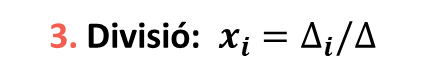 3. Divisió: xᵢ = Δᵢ/Δ